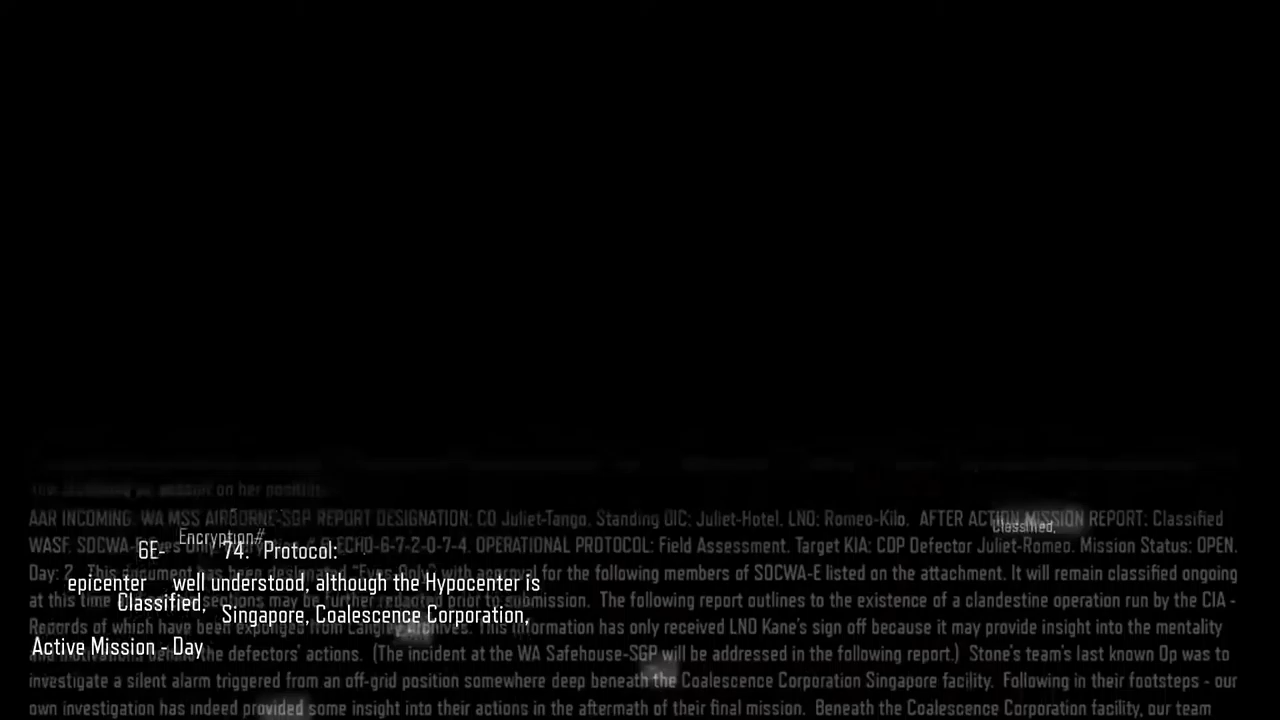 on her position.
AAR INCOMING. WA MSS AIRBORNE-SGP REPORT DESIGNATION: CO Juliet-Tango, Standing OIC: Juliet-Hotel, LNO: Romeo-Kilo, AFTER ACTION MISSION REPORT: Classified
Classified,
Encryption#
WASF, SOCWA-E Eyes Only ECHO-6-7-2-0-7-4. OPERATIONAL PROTOCOL: Field Assessment. Target KIA: CDP Defector Juliet-Romeo. Mission Status: OPEN.
6E- 74. Protocol:
Day: 2. This document has been designated "Eyes Only" with approval for the following members of SOCWA-E listed on the attachment. It will remain classified ongoing
epicenter well understood, although the Hypocenter is
at this time sections may be further redacted prior to submission. The following report outlines to the existence of a clandestine operation run by the CIA -
Classified,
Singapore, Coalescence Corporation,
Records of which have been expunged from Langley archives. This information has only received LNO Kane's sign off because it may provide insight into the mentality
Active Mission - Day
behind the defectors' actions. (The incident at the WA Safehouse-SGP will be addressed in the following report.) Stone's team's last known Op was to
investigate a silent alarm triggered from an off-grid position somewhere deep beneath the Coalescence Corporation Singapore facility. Following in their footsteps - our
own investigation has indeed provided some insight into their actions in the aftermath of their final mission. Beneath the Coalescence Corporation facility, our team